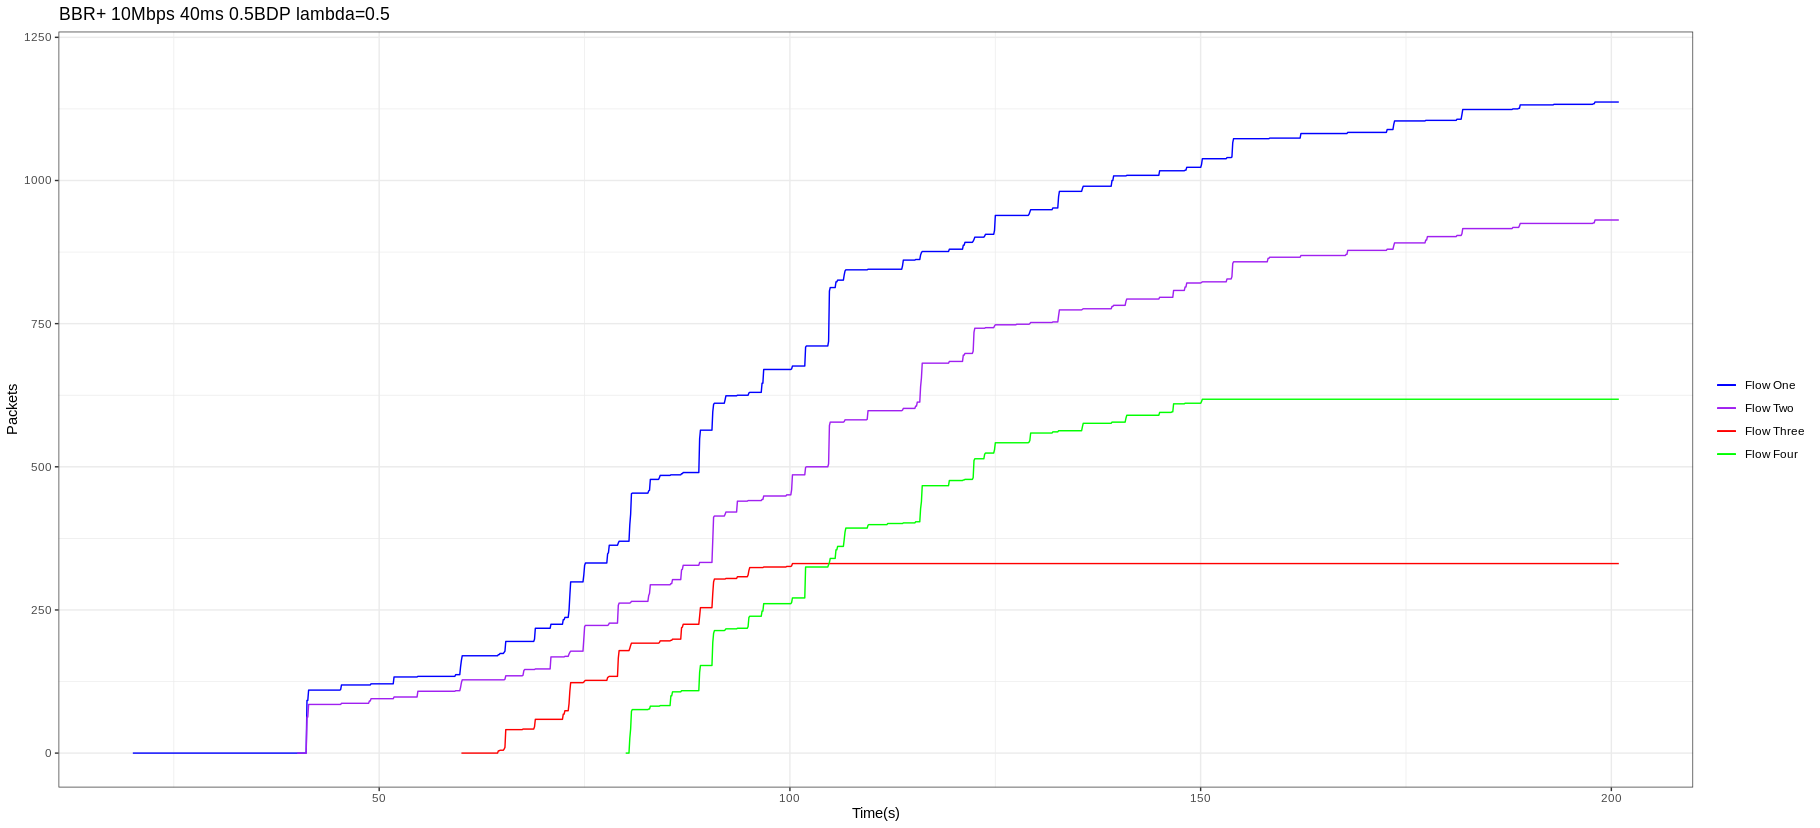 BBR+ 10Mbps 40ms 0.5BDP lambda=0.5
1250
1000
750
500
250
0
Packets
50
100
150
200
Time(s)
Flow One
Flow Two
Flow Three
Flow Four